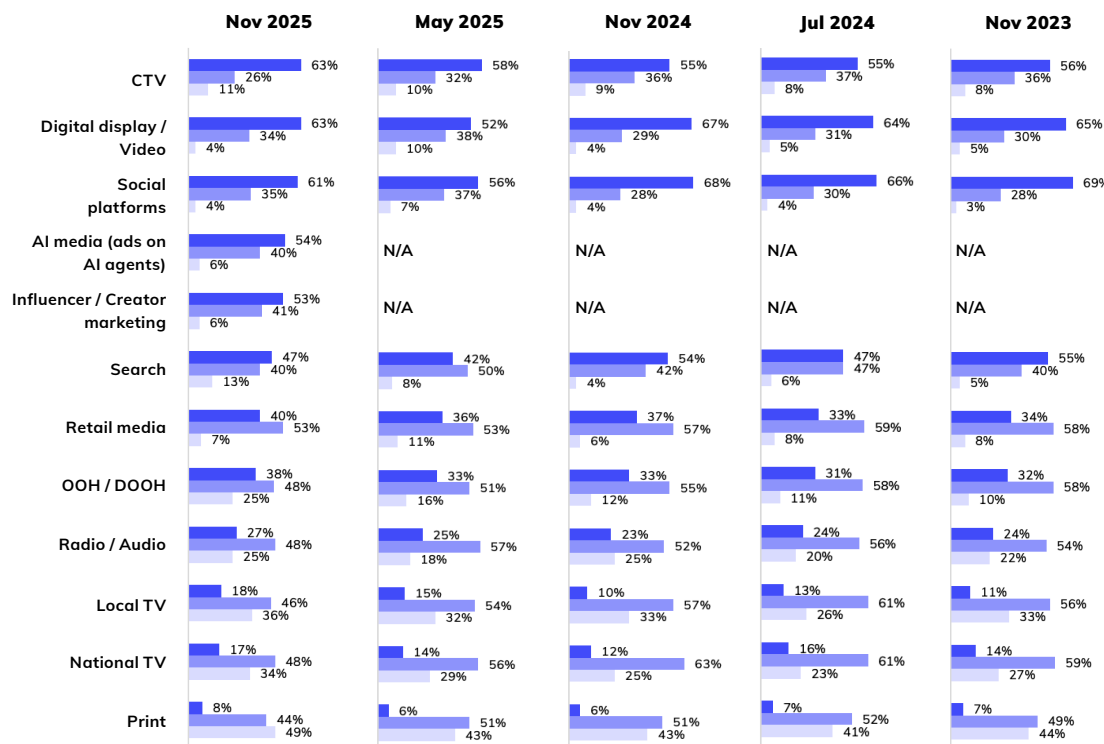 Nov 2025 May 2025 Nov 2024 Jul 2024 Nov 2023
CTV
63% 58% 55% 55% 56%
26% 32% 36% 37% 36%
11% 10% 9% 8% 8%
Digital display /
Video
63% 52% 67% 64% 65%
34% 38% 29% 31% 30%
4% 10% 4% 5% 5%
Social
platforms
61% 56% 68% 66% 69%
35% 37% 28% 30% 28%
4% 7% 4% 4% 3%
AI media (ads on
AI agents)
54%
40%
6%
N/A N/A N/A N/A
Influencer / Creator
marketing
53%
41%
6%
N/A N/A N/A N/A
Search
47% 42% 54% 47% 55%
40% 50% 42% 47% 40%
13% 8% 4% 6% 5%
Retail media
40% 36% 37% 33% 34%
53% 53% 57% 59% 58%
7% 11% 6% 8% 8%
OOH / DOOH
38% 33% 33% 31% 32%
48% 51% 55% 58% 58%
25% 16% 12% 11% 10%
Radio / Audio
27% 25% 23% 24% 24%
48% 57% 52% 56% 54%
25% 18% 25% 20% 22%
Local TV
18% 15% 10% 13% 11%
46% 54% 57% 61% 56%
36% 32% 33% 26% 33%
National TV
17% 14% 12% 16% 14%
48% 56% 63% 61% 59%
34% 29% 25% 23% 27%
Print
8% 6% 6% 7% 7%
44% 51% 51% 52% 49%
49% 43% 43% 41% 44%